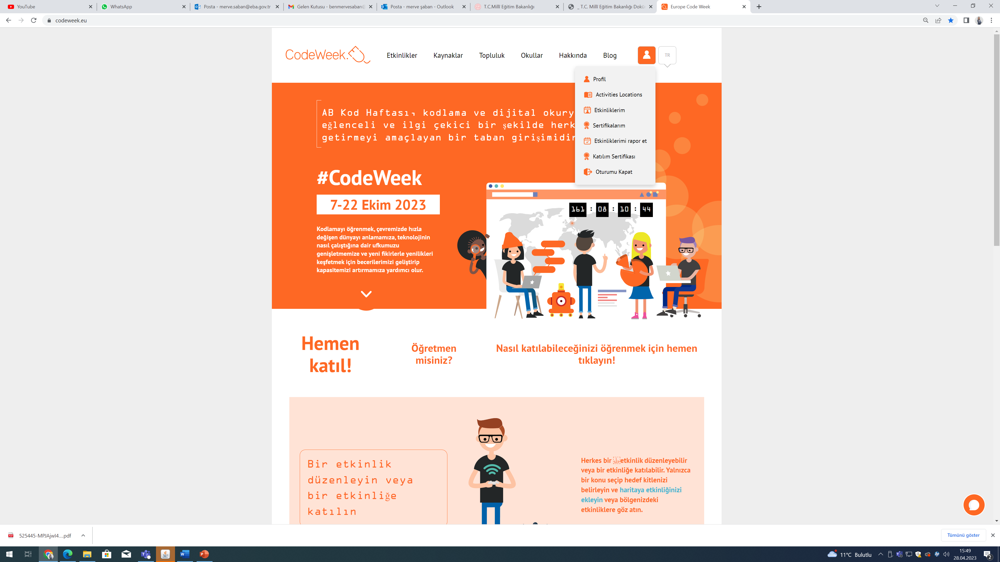 YouTube
WhatsApp
Posta - merve.saban@eba.gov.tr
Gelen Kutusu - benmervesaban@
Posta - merve şaban - Outlook
T.C.Millî Eğitim Bakanlığı
_ T.C. Millî Eğitim Bakanlığı Dokü
Europe Code Week
codeweek.eu
CodeWeek.
Etkinlikler
Kaynaklar
Topluluk
Okullar
Hakkında
Blog
TR
Profil
Activities Locations
Etkinliklerim
Sertifikalarım
Etkinliklerimi rapor et
Katılım Sertifikası
Oturumu Kapat
AB Kod Haftası, kodlama ve dijital okury
eğlenceli ve ilgi çekici bir şekilde herk
getirmeyi amaçlayan bir taban girişimidir
#CodeWeek
7-22 Ekim 2023
161 : 08 : 10 : 44
Kodlamayı öğrenmek, çevremizde hızla
değişen dünyayı anlamamıza, teknolojinin
nasıl çalıştığına dair ufkumuzu
genişletmemize ve yeni fikirlerle yenilikleri
keşfetmek için becerilerimizi geliştirip
kapasitemizi artırmamıza yardımcı olur.
Hemen
katıl!
Öğretmen
misiniz?
Nasıl katılabileceğinizi öğrenmek için hemen
tıklayın!
Bir etkinlik
düzenleyin veya
bir etkinliğe
katılın
Herkes bir etkinlik düzenleyebilir
veya bir etkinliğe katılabilir. Yalnızca
bir konu seçip hedef kitlenizi
belirleyin ve haritaya etkinliğinizi
ekleyin veya bölgenizdeki
etkinliklere göz atın.
525445-MPJAjwI4....pdf
Tümünü göster
11°C Bulutlu
15:49
28.04.2023
2